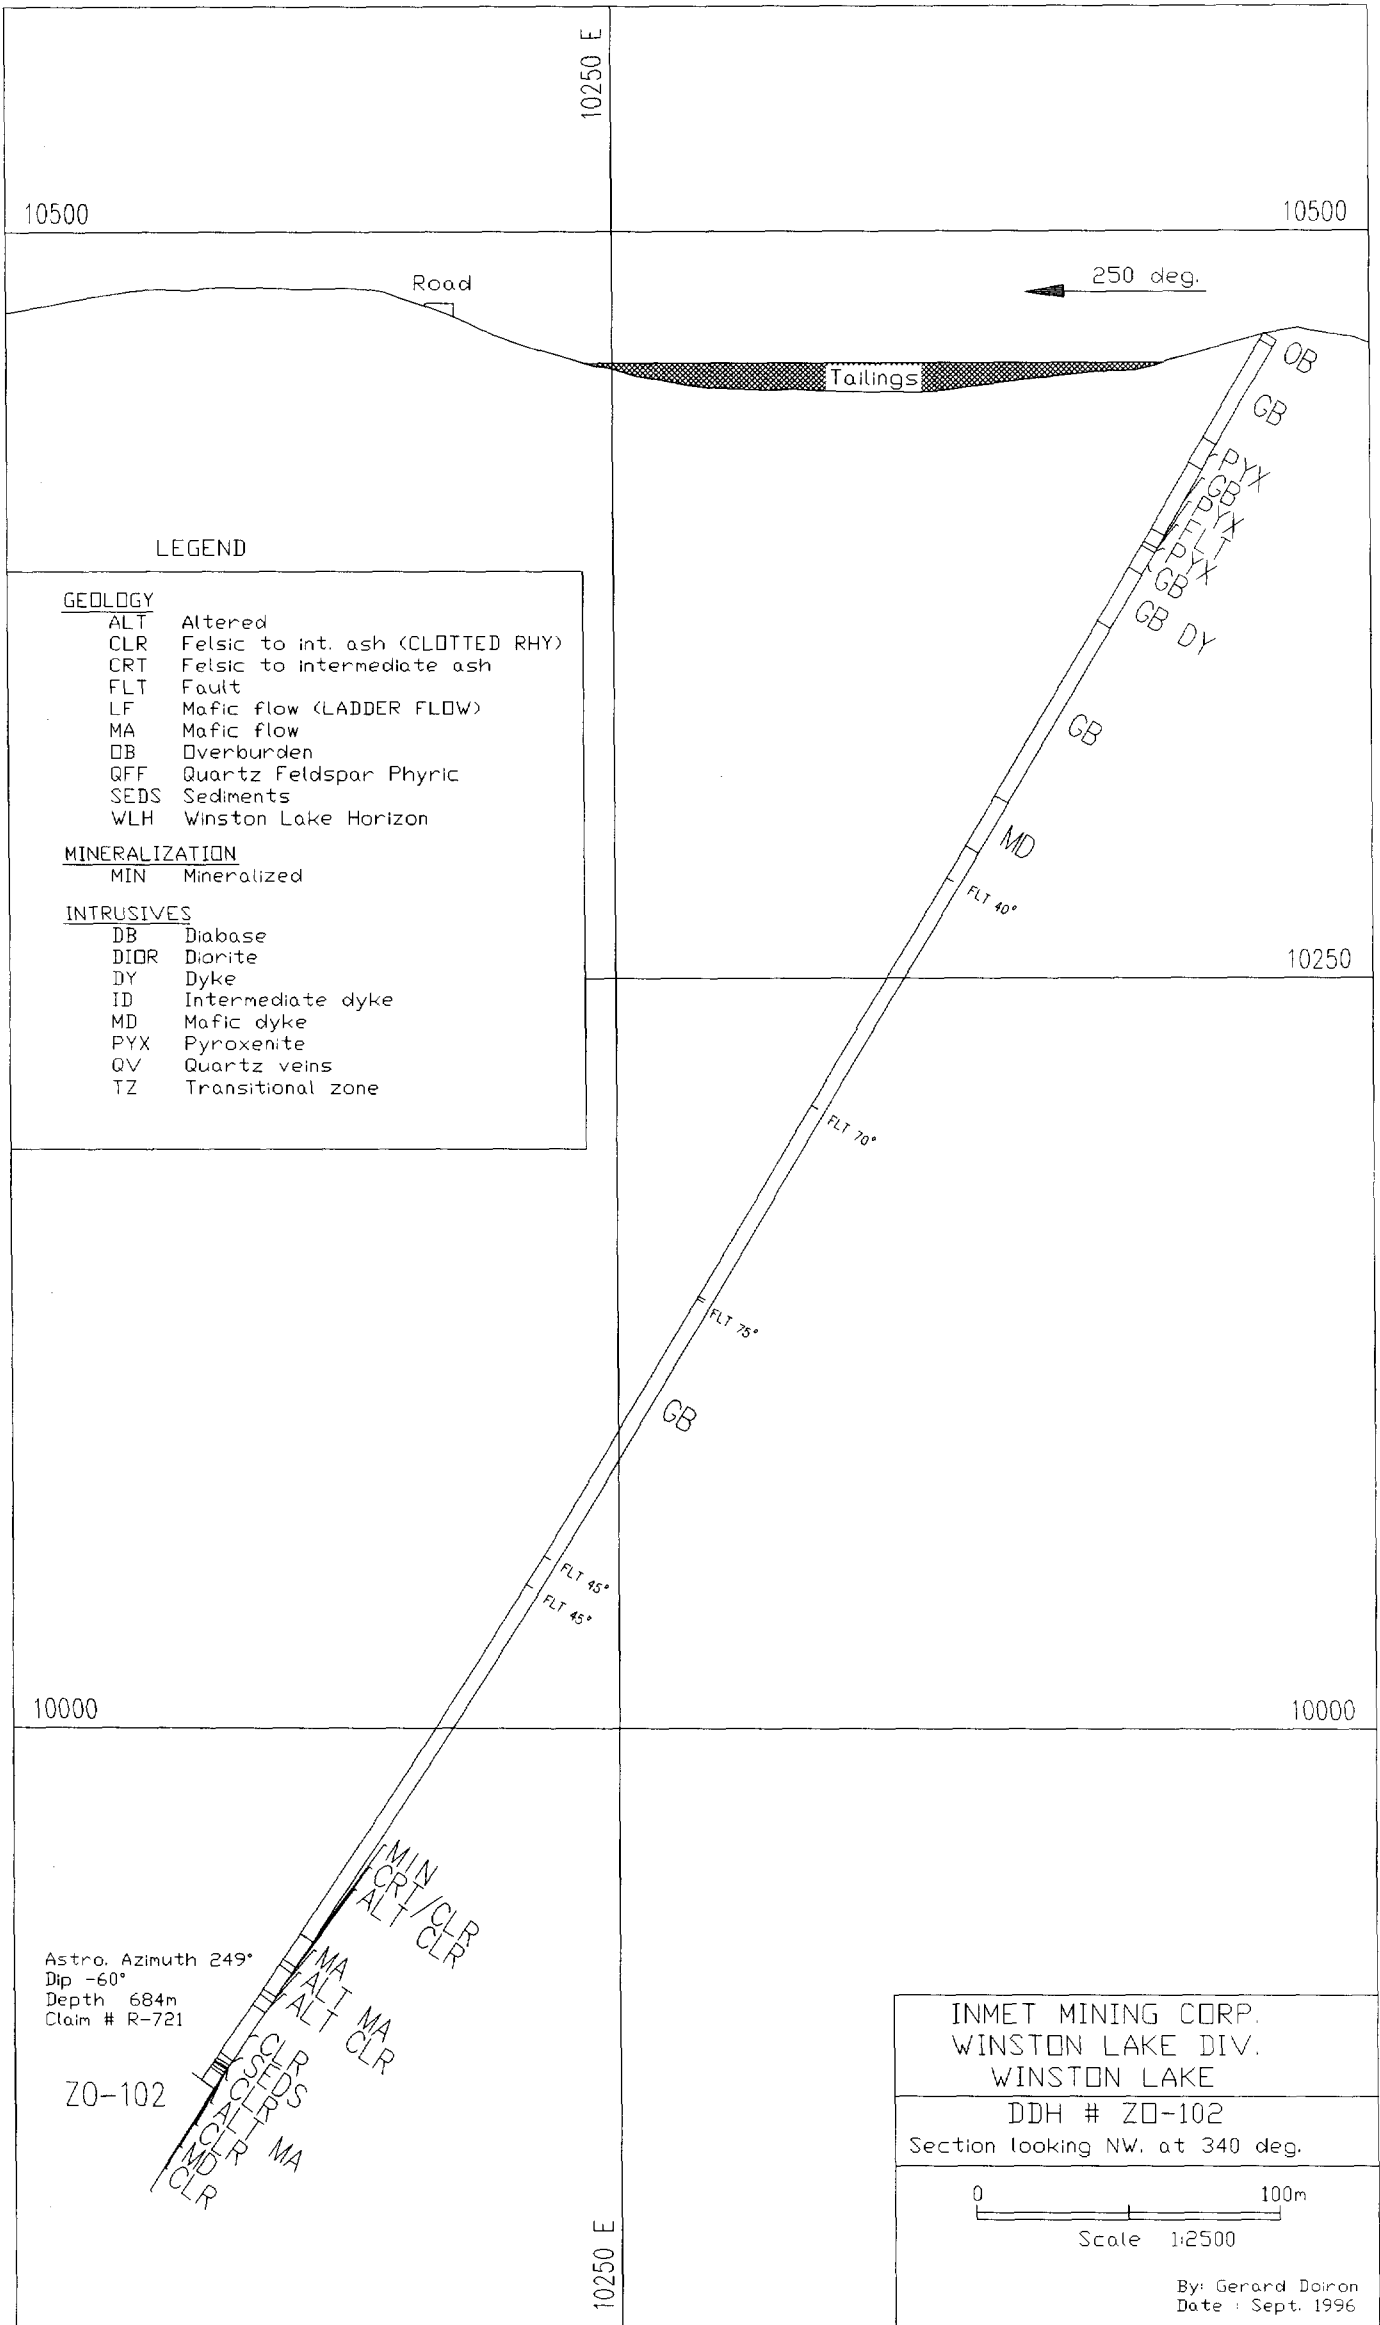 10250 E
10500
10500
Road
250 deg.
Tailings
OB
GB
PYX
GB
PYX
FLT
PYX
GB
GB DY
GB
MD
FLT 40°
10250
LEGEND
GEOLOGY
ALT Altered
CLR Felsic to int. ash (CLOTTED RHY)
CRT Felsic to intermediate ash
FLT Fault
LF Mafic flow (LADDER FLOW)
MA Mafic flow
OB Overburden
QFF Quartz Feldspar Phyric
SEDS Sediments
WLH Winston Lake Horizon
MINERALIZATION
MIN Mineralized
INTRUSIVES
DB Diabase
DIOR Diorite
DY Dyke
ID Intermediate dyke
MD Mafic dyke
PYX Pyroxenite
QV Quartz veins
TZ Transitional zone
FLT 70°
FLT 75°
GB
FLT 45°
FLT 45°
10000
10000
MIN
CRT/CLR
ALT CLR
MA
ALT MA
ALT CLR
CLR
SEDS
CLR
ALT MA
CLR
MD
CLR
Astro. Azimuth 249°
Dip -60°
Depth 684m
Claim # R-721
ZO-102
10250 E
INMET MINING CORP.
WINSTON LAKE DIV.
WINSTON LAKE
DDH # ZO-102
Section looking NW. at 340 deg.
0 100m
Scale 1:2500
By: Gerard Doiron
Date : Sept. 1996